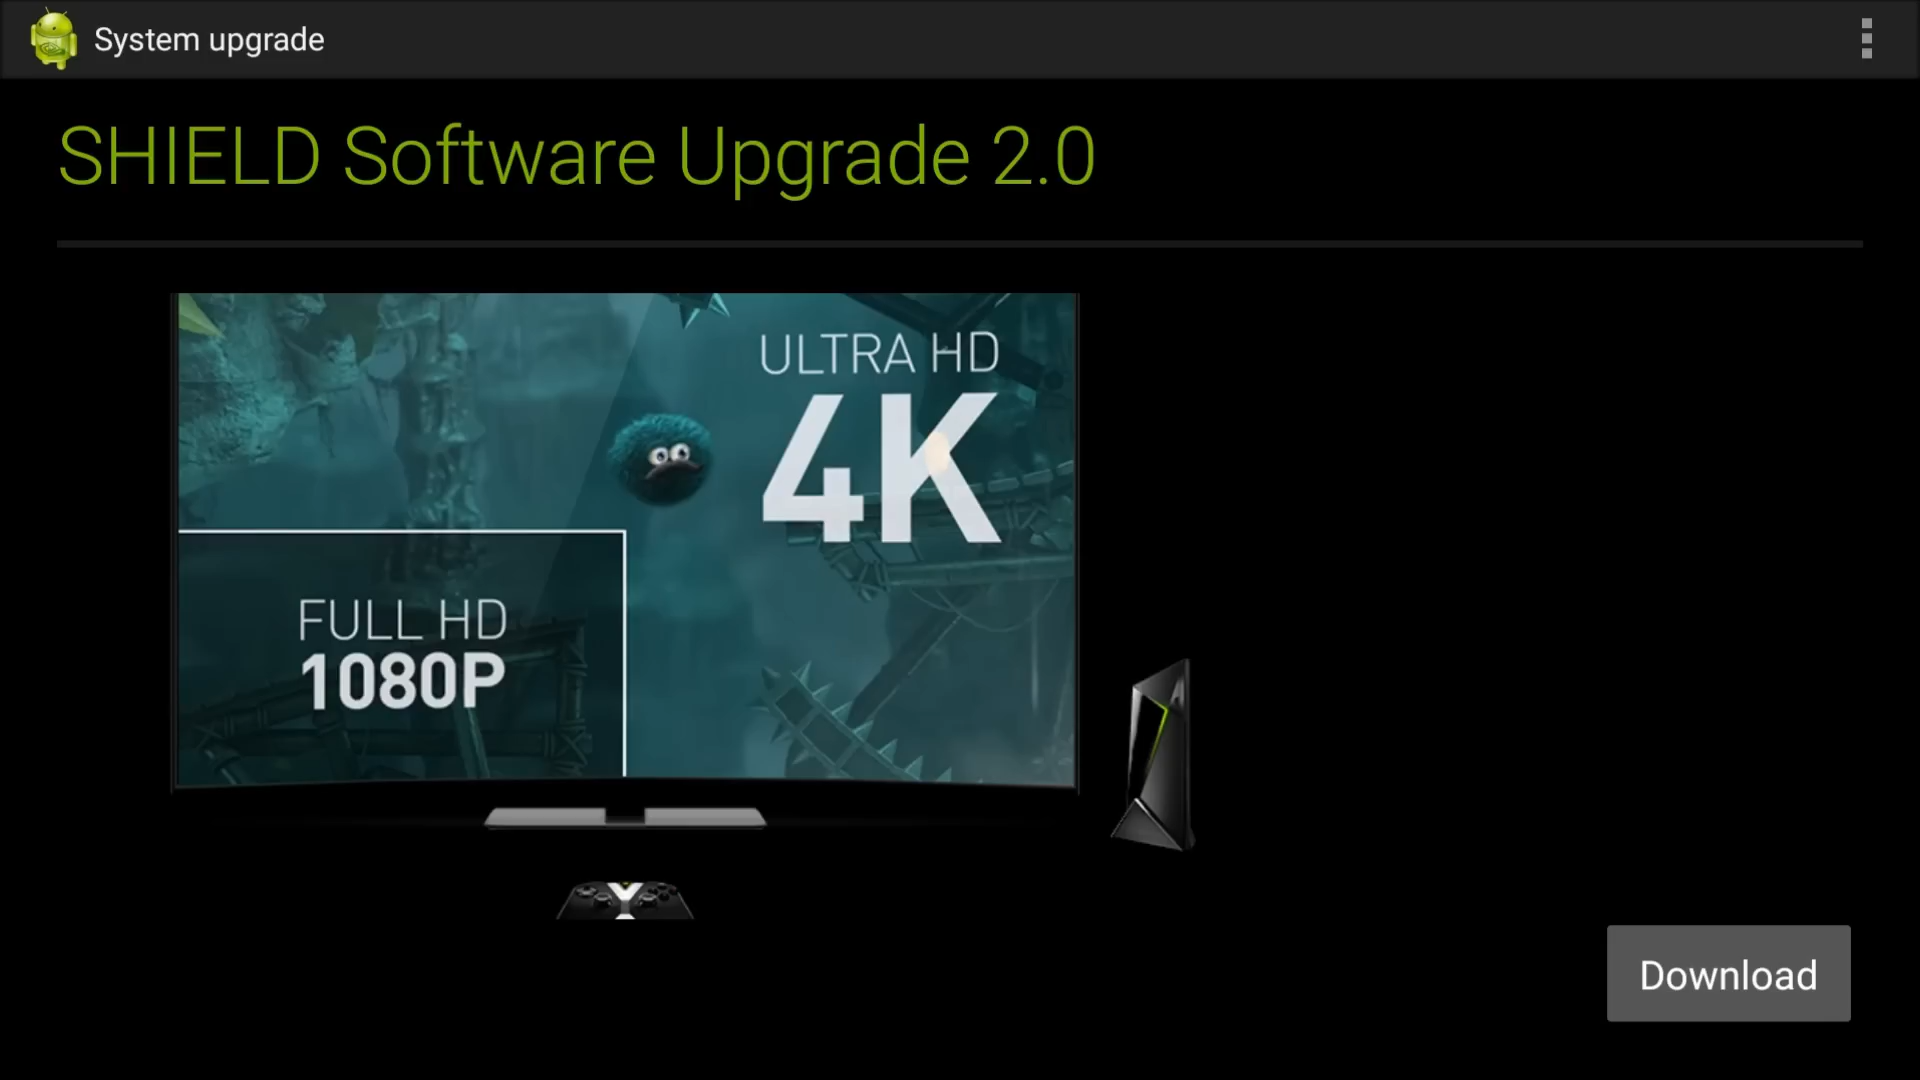 System upgrade
SHIELD Software Upgrade 2.0
ULTRA HD
4K
FULL HD
1080P
Download